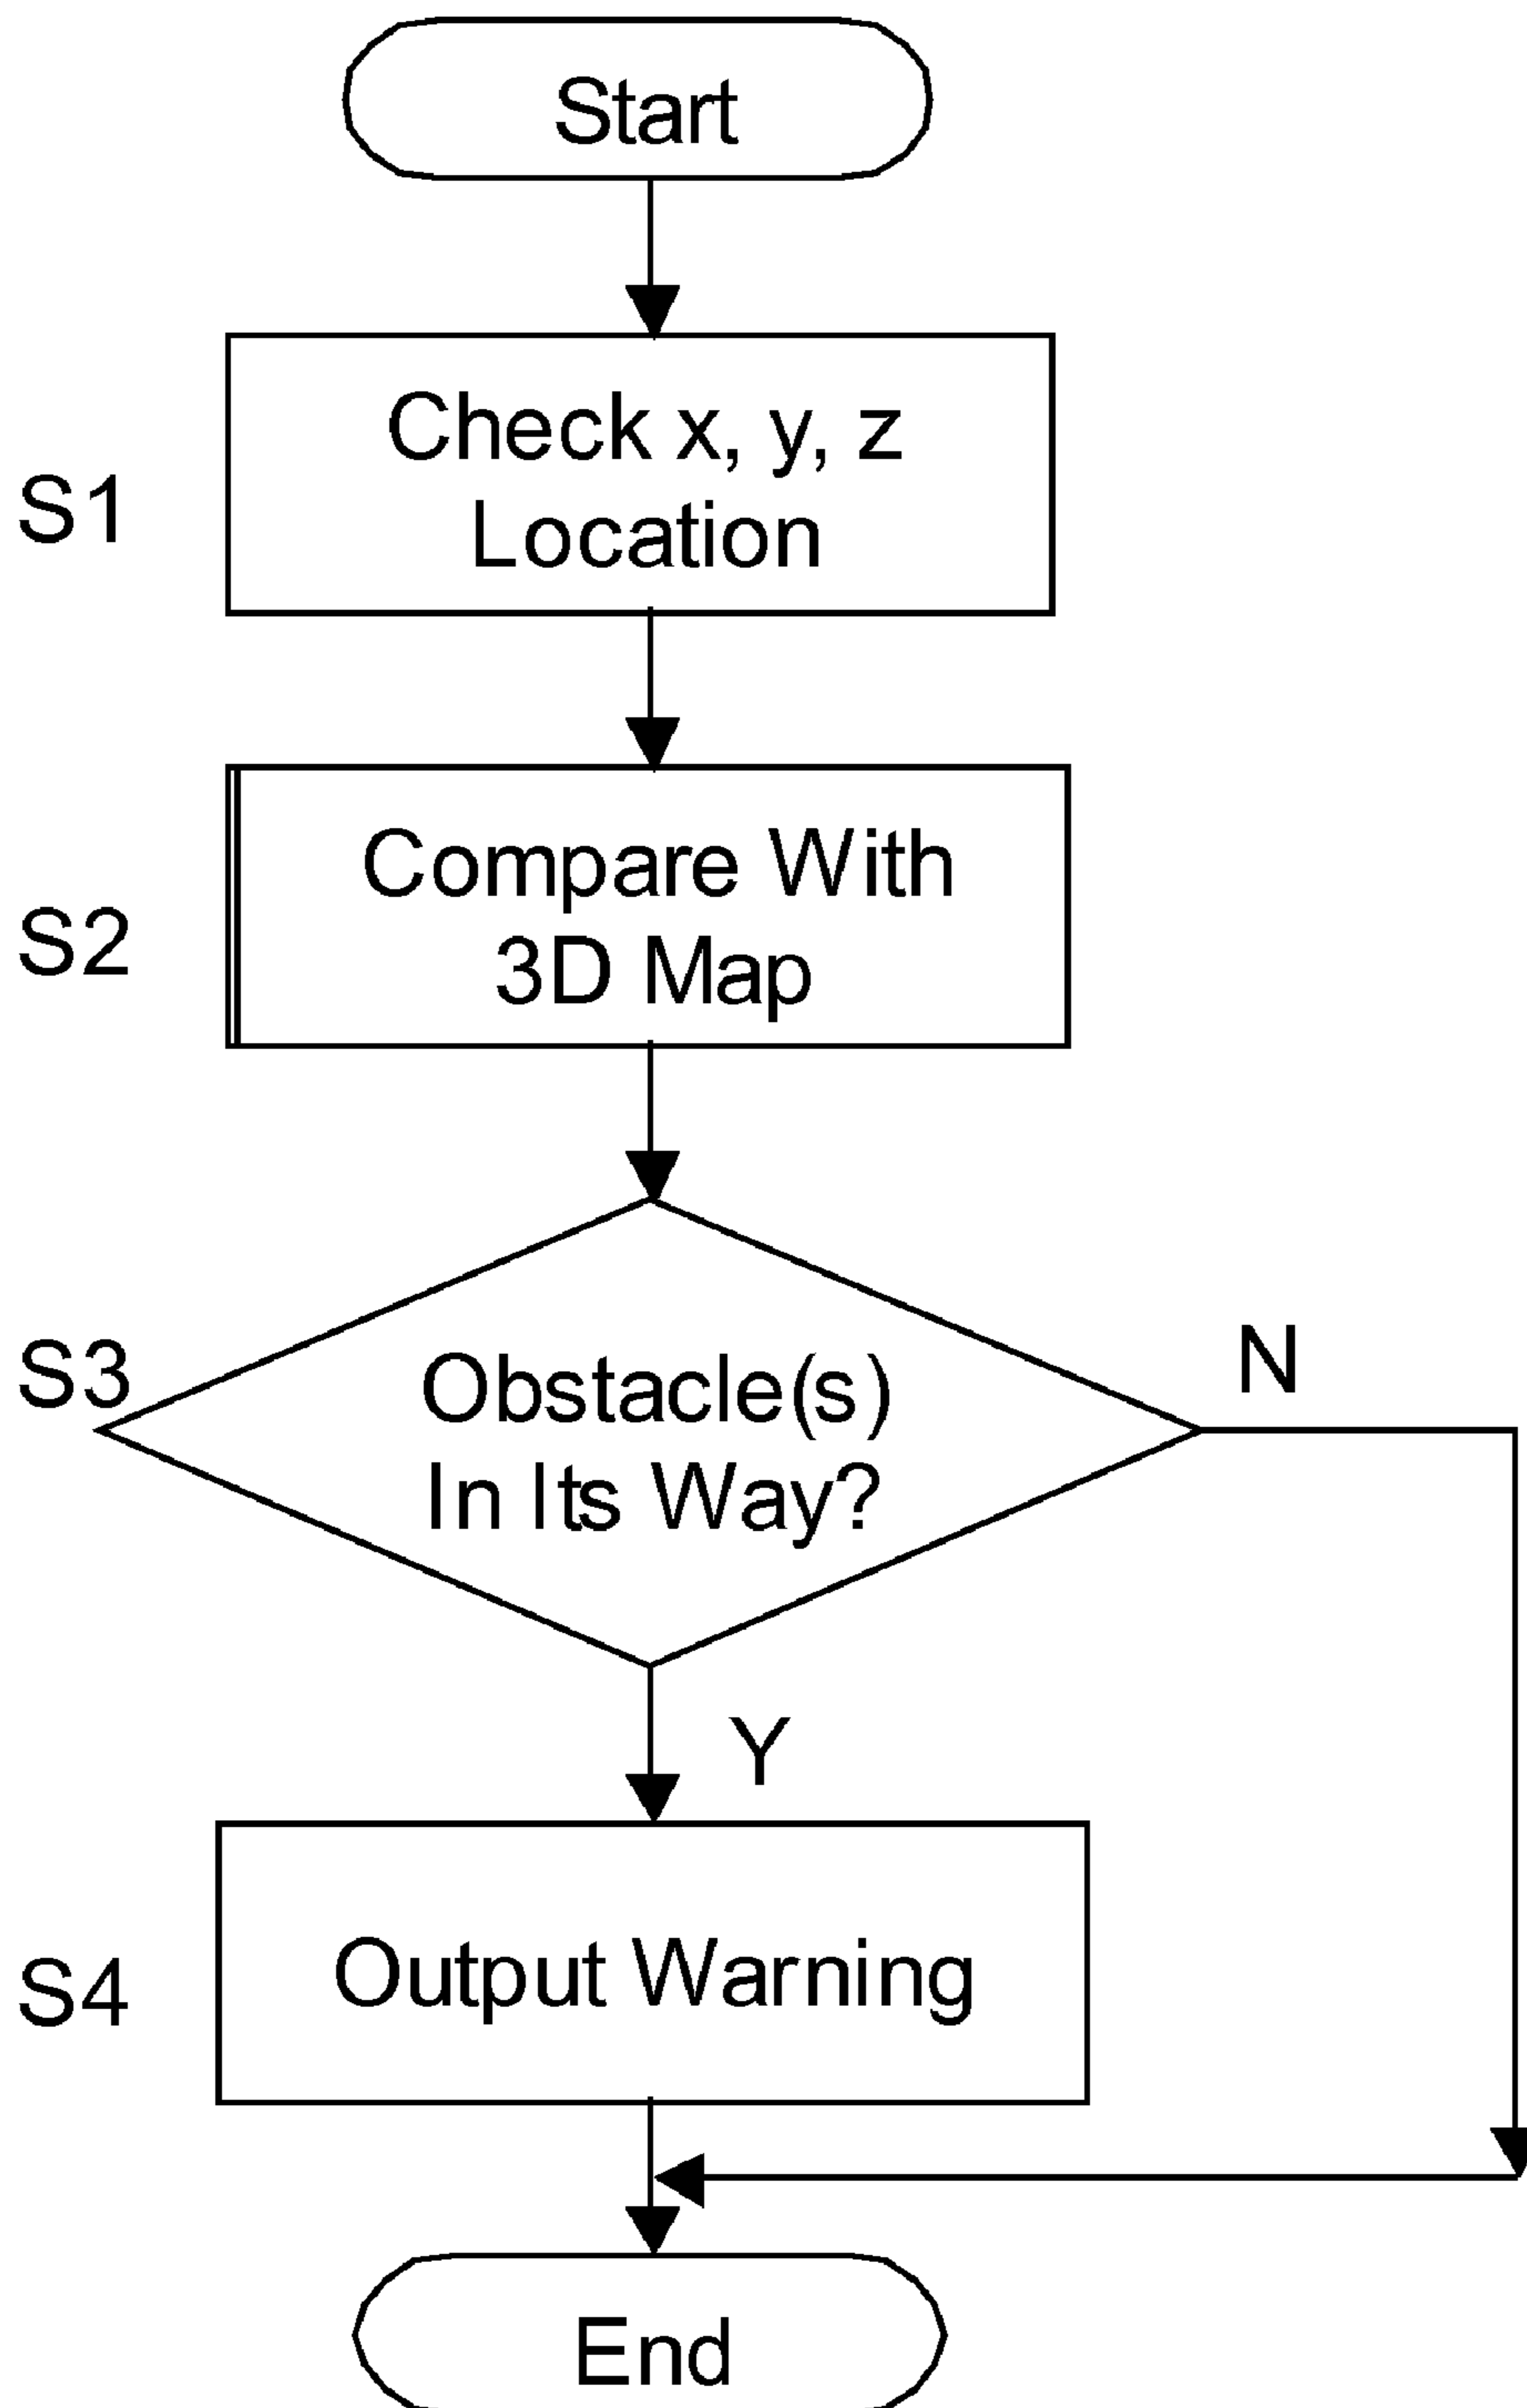 Start
S1
Check x, y, z
Location
S2
Compare With
3D Map
S3
Obstacle(s)
In Its Way?
N
Y
S4
Output Warning
End